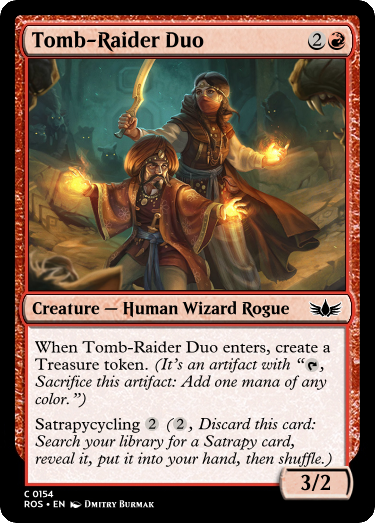 Tomb-Raider Duo 2
Creature — Human Wizard Rogue
When Tomb-Raider Duo enters, create a
Treasure token. (It's an artifact with “,
Sacrifice this artifact: Add one mana of any
color.”)
Satrapycycling 2 (2, Discard this card:
Search your library for a Satrapy card,
reveal it, put it into your hand, then shuffle.)
3/2
C 0154
ROS • EN Dmitry Burmak